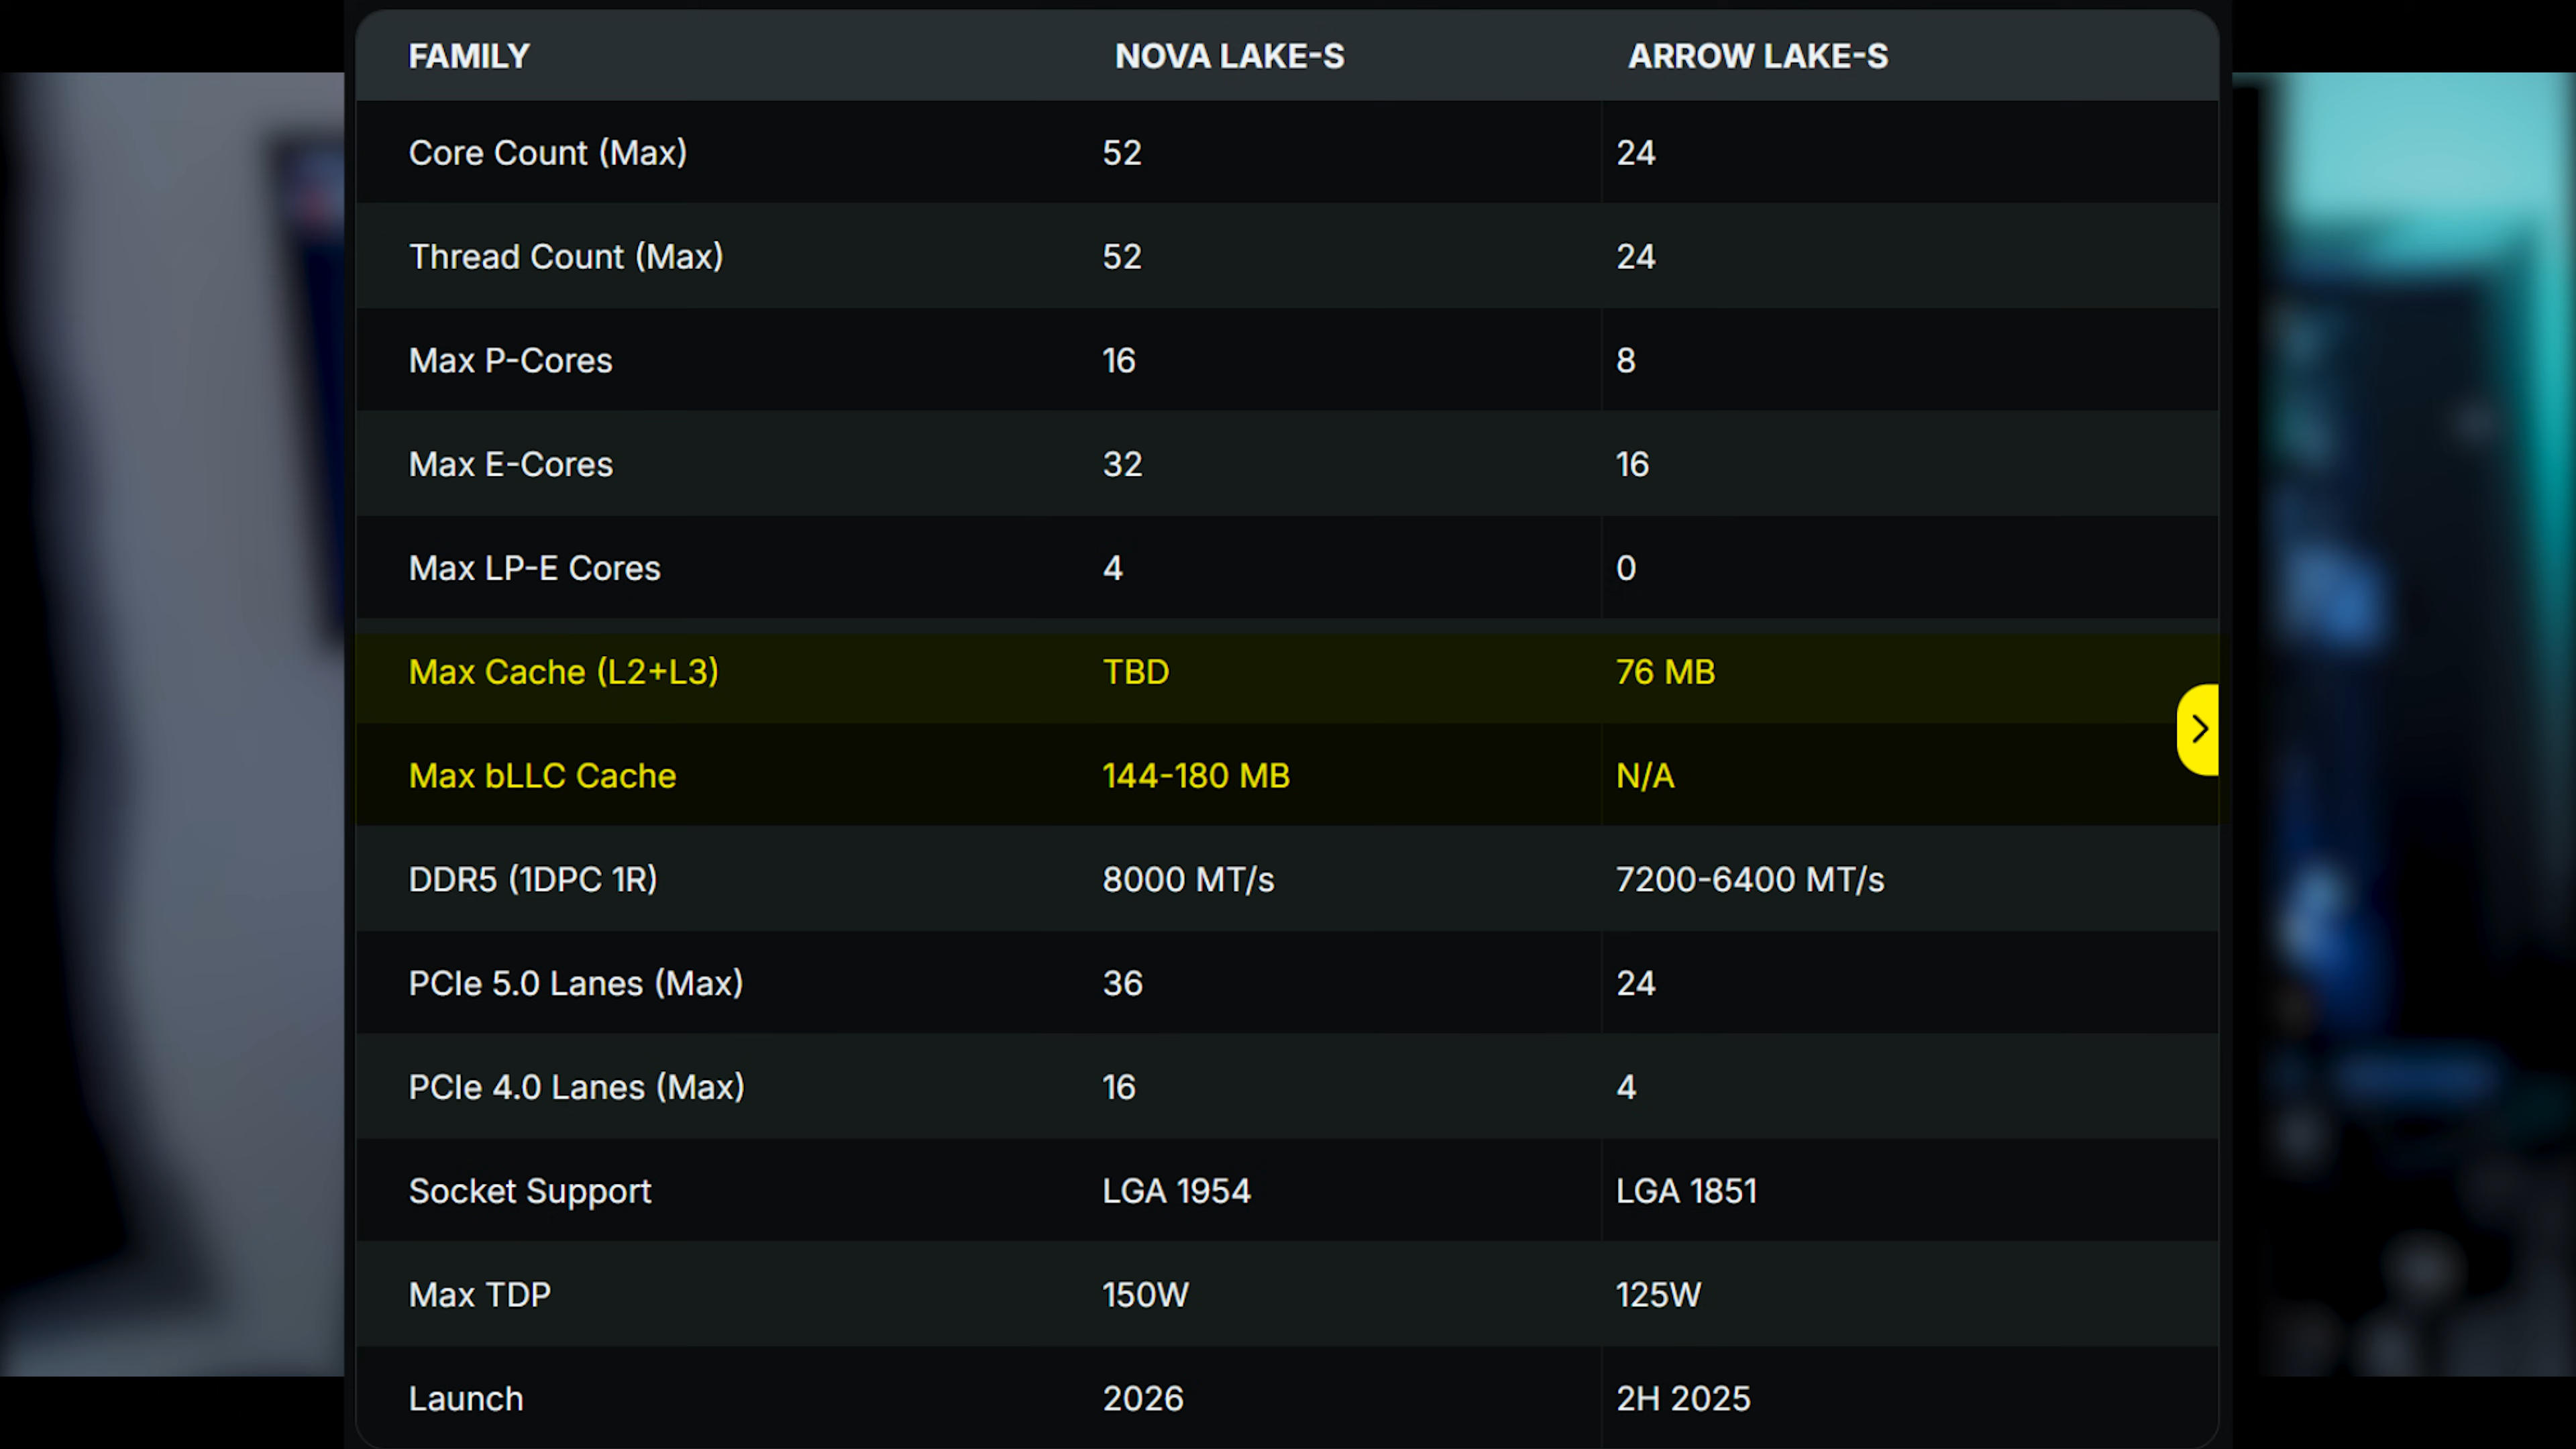 FAMILY NOVA LAKE-S ARROW LAKE-S
Core Count (Max) 52 24
Thread Count (Max) 52 24
Max P-Cores 16 8
Max E-Cores 32 16
Max LP-E Cores 4 0
Max Cache (L2+L3) TBD 76 MB
Max bLLC Cache 144-180 MB N/A
DDR5 (1DPC 1R) 8000 MT/s 7200-6400 MT/s
PCIe 5.0 Lanes (Max) 36 24
PCIe 4.0 Lanes (Max) 16 4
Socket Support LGA 1954 LGA 1851
Max TDP 150W 125W
Launch 2026 2H 2025